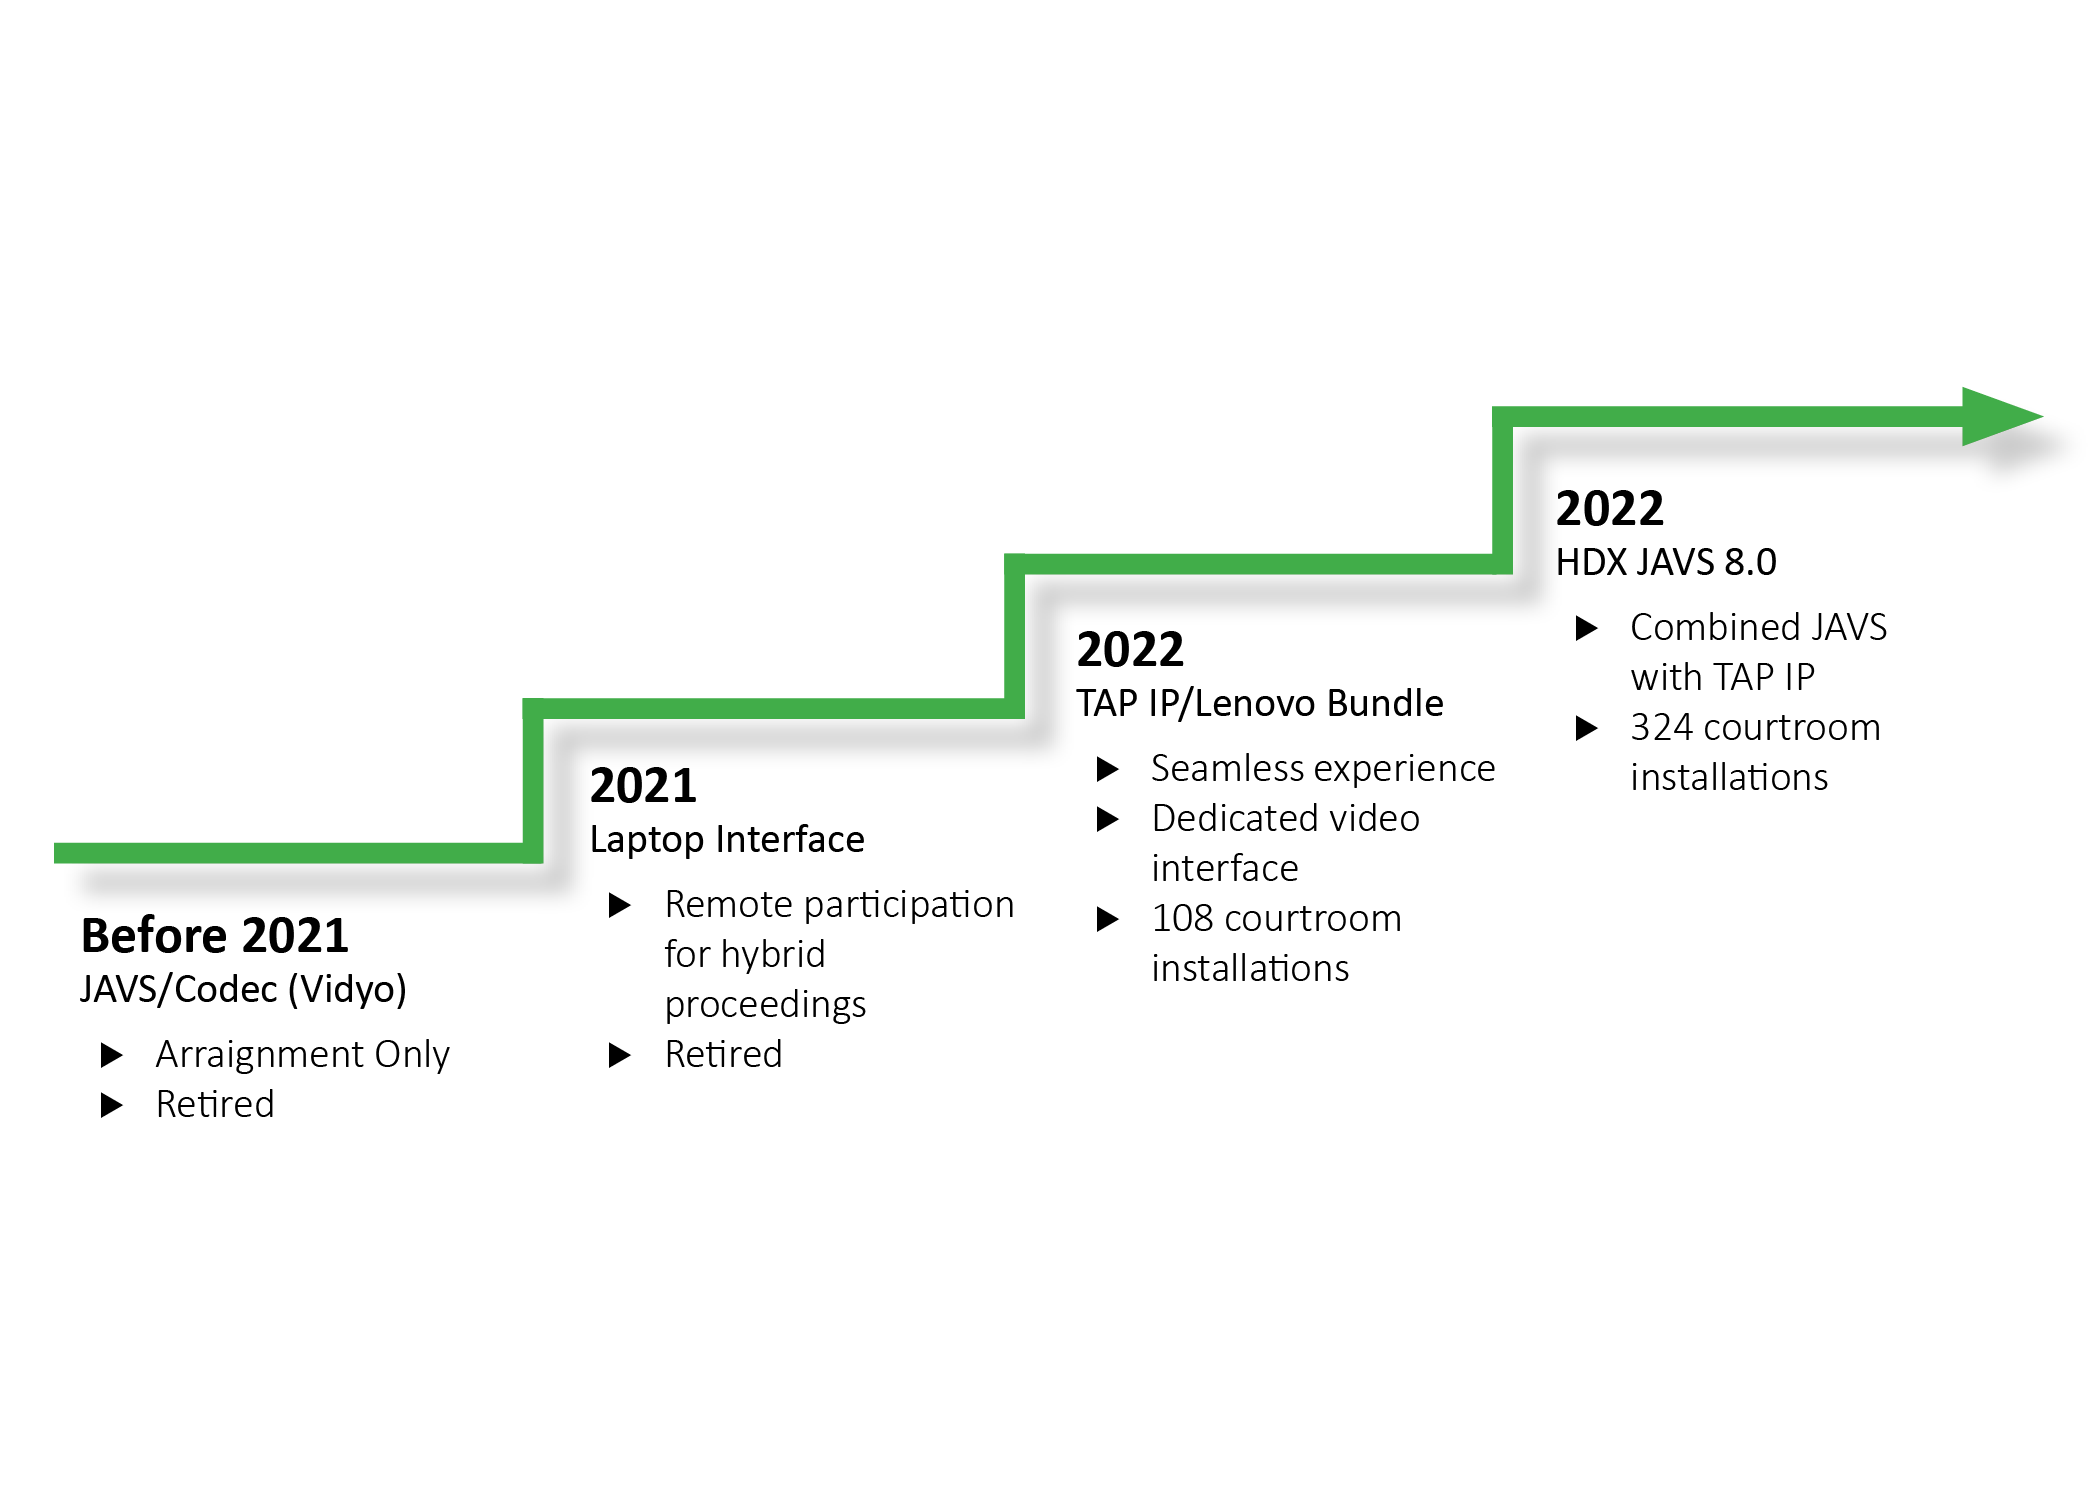 Before 2021
JAVS/Codec (Vidyo)
Arraignment Only
Retired
2021
Laptop Interface
Remote participation
for hybrid
proceedings
Retired
2022
TAP IP/Lenovo Bundle
Seamless experience
Dedicated video
interface
108 courtroom
installations
2022
HDX JAVS 8.0
Combined JAVS
with TAP IP
324 courtroom
installations